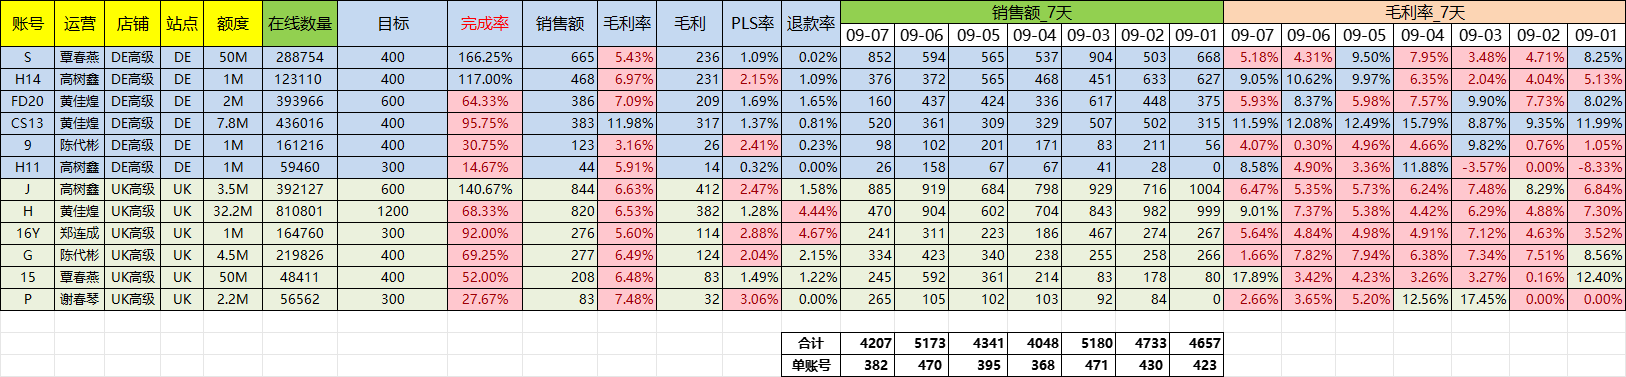 账号 运营 店铺 站点 额度 在线数量 目标 完成率 销售额 毛利率 毛利 PLS率 退款率 销售额_7天 毛利率_7天
09-07 09-06 09-05 09-04 09-03 09-02 09-01 09-07 09-06 09-05 09-04 09-03 09-02 09-01
S 覃春燕 DE高级 DE 50M 288754 400 166.25% 665 5.43% 236 1.09% 0.02% 852 594 565 537 904 503 668 5.18% 4.31% 9.50% 7.95% 3.48% 4.71% 8.25%
H14 高树鑫 DE高级 DE 1M 123110 400 117.00% 468 6.97% 231 2.15% 1.09% 376 372 565 468 451 633 627 9.05% 10.62% 9.97% 6.35% 2.04% 4.04% 5.13%
FD20 黄佳煌 DE高级 DE 2M 393966 600 64.33% 386 7.09% 209 1.69% 1.65% 160 437 424 336 617 448 375 5.93% 8.37% 5.98% 7.57% 9.90% 7.73% 8.02%
CS13 黄佳煌 DE高级 DE 7.8M 436016 400 95.75% 383 11.98% 317 1.37% 0.81% 520 361 309 329 507 502 315 11.59% 12.08% 12.49% 15.79% 8.87% 9.35% 11.99%
9 陈代彬 DE高级 DE 1M 161216 400 30.75% 123 3.16% 26 2.41% 0.23% 98 102 201 171 83 211 56 4.07% 0.30% 4.96% 4.66% 9.82% 0.76% 1.05%
H11 高树鑫 DE高级 DE 1M 59460 300 14.67% 44 5.91% 14 0.32% 0.00% 26 158 67 67 41 28 0 8.58% 4.90% 3.36% 11.88% -3.57% 0.00% -8.33%
J 高树鑫 UK高级 UK 3.5M 392127 600 140.67% 844 6.63% 412 2.47% 1.58% 885 919 684 798 929 716 1004 6.47% 5.35% 5.73% 6.24% 7.48% 8.29% 6.84%
H 黄佳煌 UK高级 UK 32.2M 810801 1200 68.33% 820 6.53% 382 1.28% 4.44% 470 904 602 704 843 982 999 9.01% 7.37% 5.38% 4.42% 6.29% 4.88% 7.30%
16Y 郑连成 UK高级 UK 1M 164760 300 92.00% 276 5.60% 114 2.88% 4.67% 241 311 223 186 467 274 267 5.64% 4.84% 4.98% 4.91% 7.12% 4.63% 3.52%
G 陈代彬 UK高级 UK 4.5M 219826 400 69.25% 277 6.49% 124 2.04% 2.15% 334 423 340 238 255 258 266 1.66% 7.82% 7.94% 6.38% 7.34% 7.51% 8.56%
15 覃春燕 UK高级 UK 50M 48411 400 52.00% 208 6.48% 83 1.49% 1.22% 245 592 361 214 83 178 80 17.89% 3.42% 4.23% 3.26% 3.27% 0.16% 12.40%
P 谢春琴 UK高级 UK 2.2M 56562 300 27.67% 83 7.48% 32 3.06% 0.00% 265 105 102 103 92 84 0 2.66% 3.65% 5.20% 12.56% 17.45% 0.00% 0.00%
合计 4207 5173 4341 4048 5180 4733 4657
单账号 382 470 395 368 471 430 423